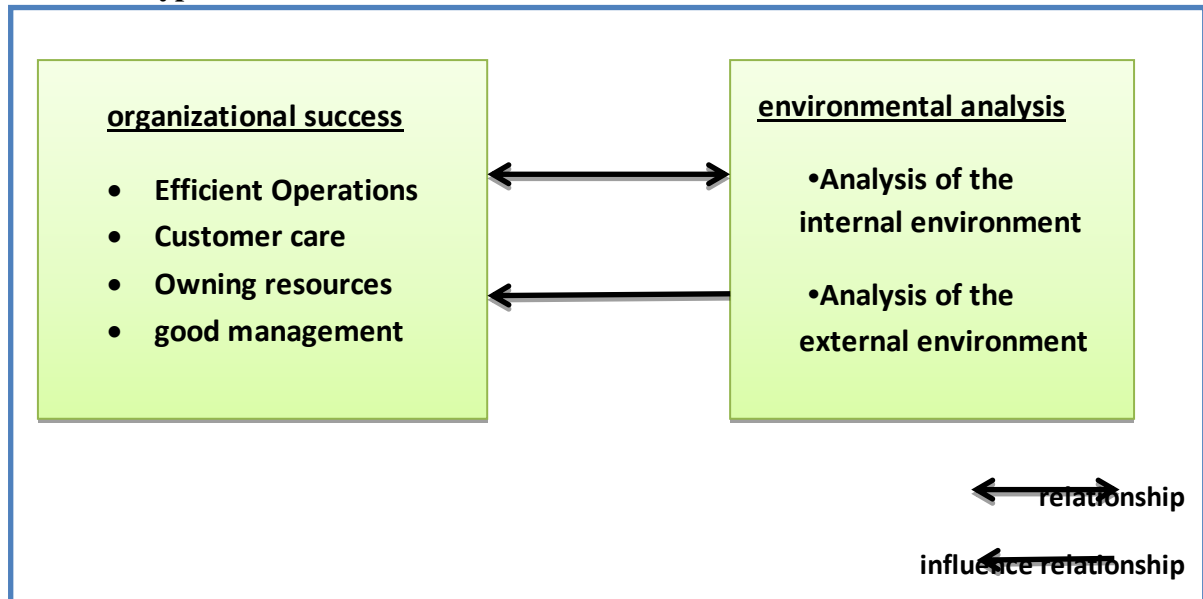 organizational success
• Efficient Operations
• Customer care
• Owning resources
• good management
environmental analysis
•Analysis of the
internal environment
•Analysis of the
external environment
relationship
influence relationship